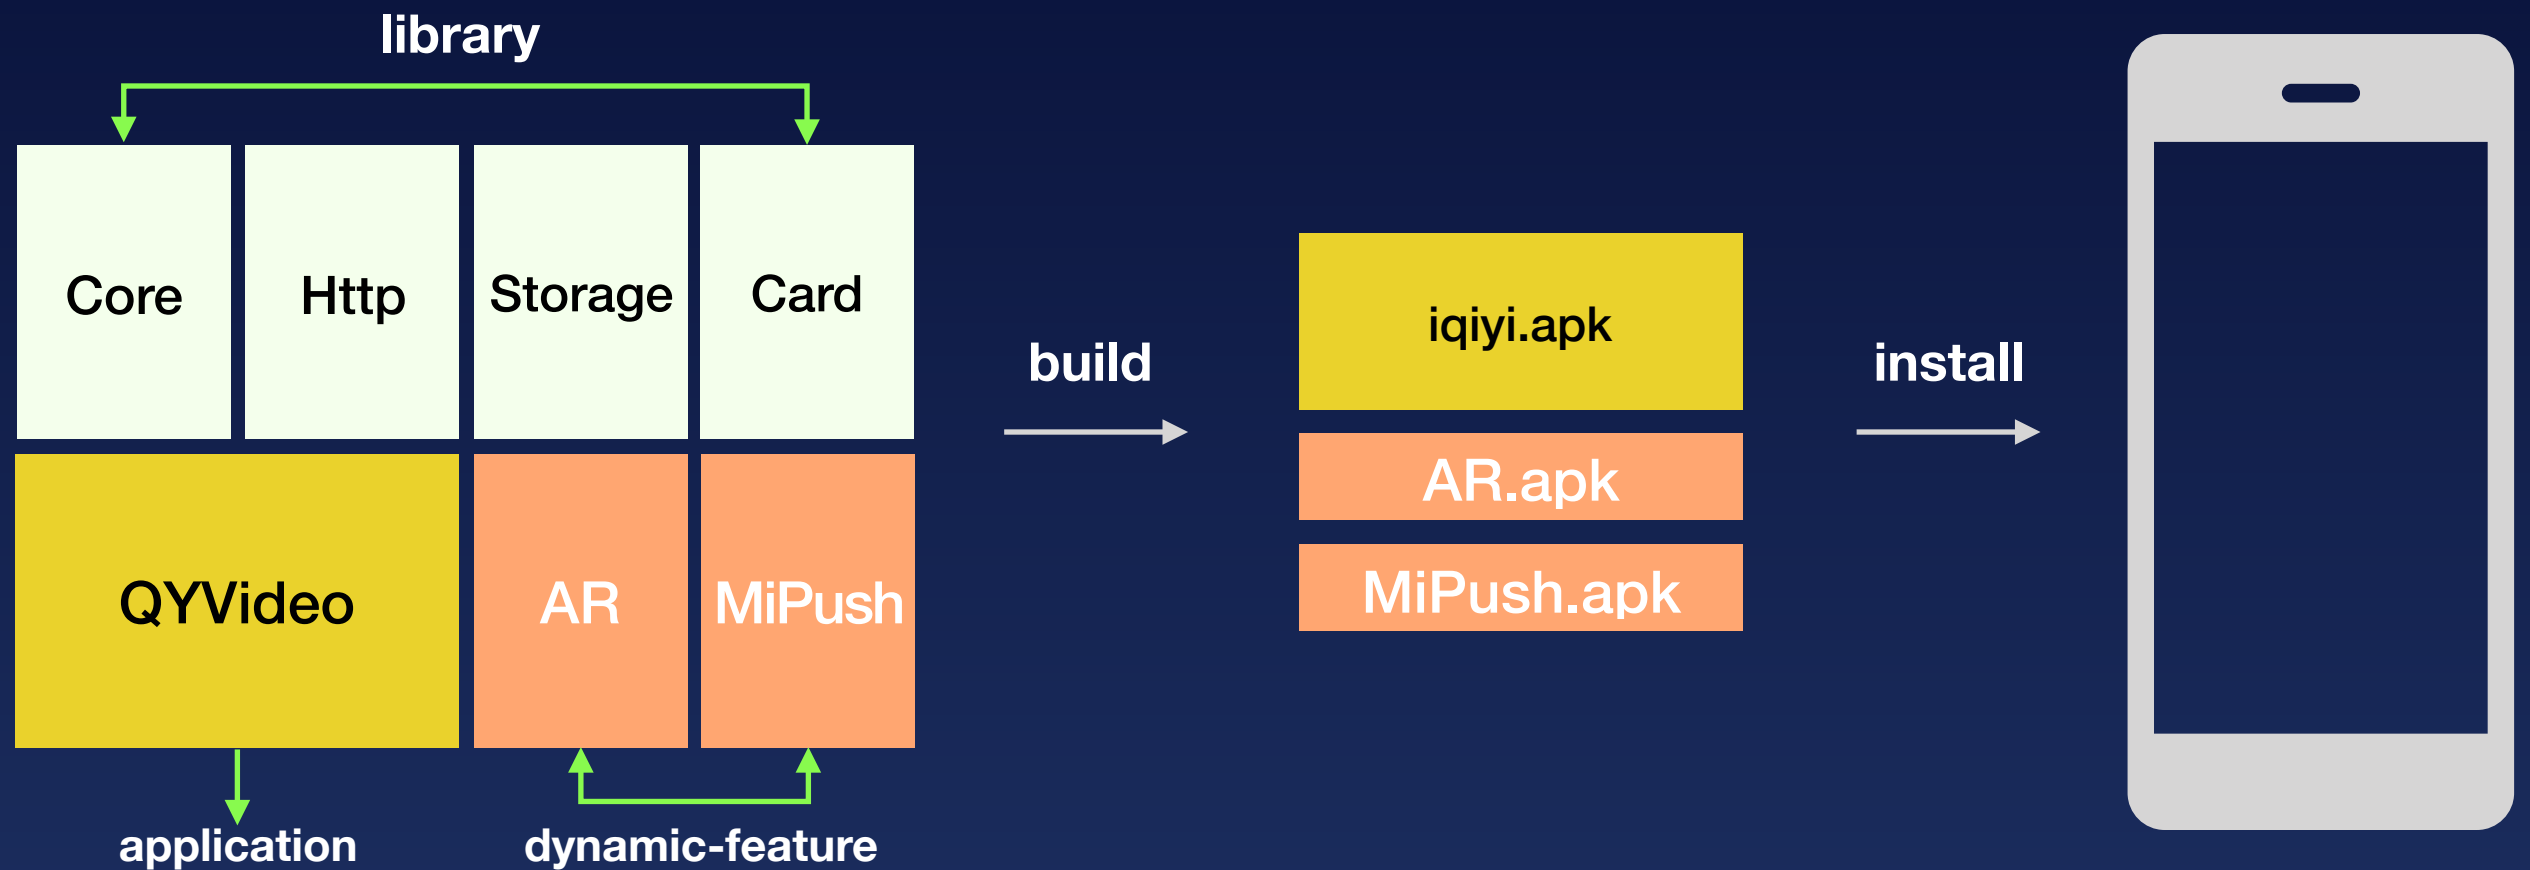 library
Core
Http
Storage
Card
QYVideo
AR
MiPush
application
dynamic-feature
build
iqiyi.apk
AR.apk
MiPush.apk
install